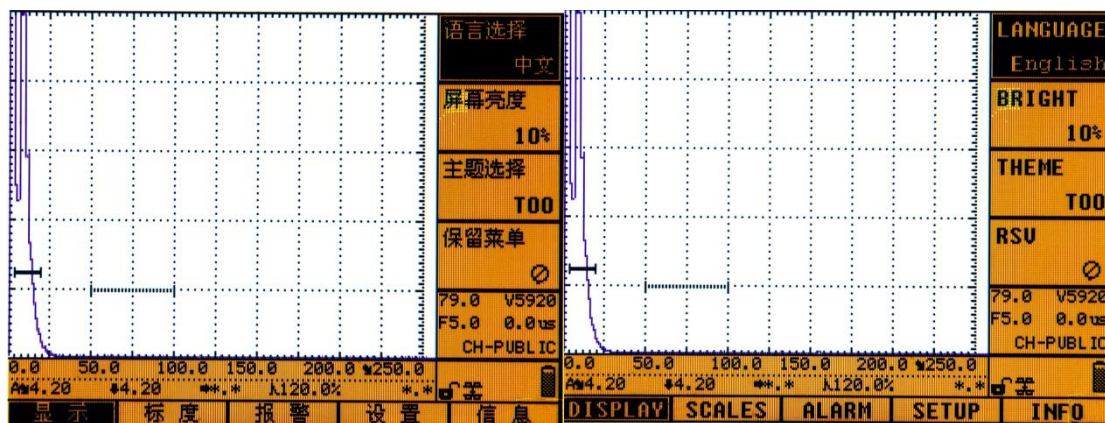 语言选择
中文
屏幕亮度
10%
主题选择
T00
保留菜单
79.0 V5920
F5.0 0.0us
CH-PUBLIC
0.0 50.0 100.0 150.0 200.0 250.0
4.20 4.20 *.* 120.0% *.*
显示 标度 报警 设置 信息
LANGUAGE
English
BRIGHT
10%
THEME
T00
RSV
79.0 V5920
F5.0 0.0us
CH-PUBLIC
0.0 50.0 100.0 150.0 200.0 250.0
4.20 4.20 *.* 120.0% *.*
DISPLAY SCALES ALARM SETUP INFO